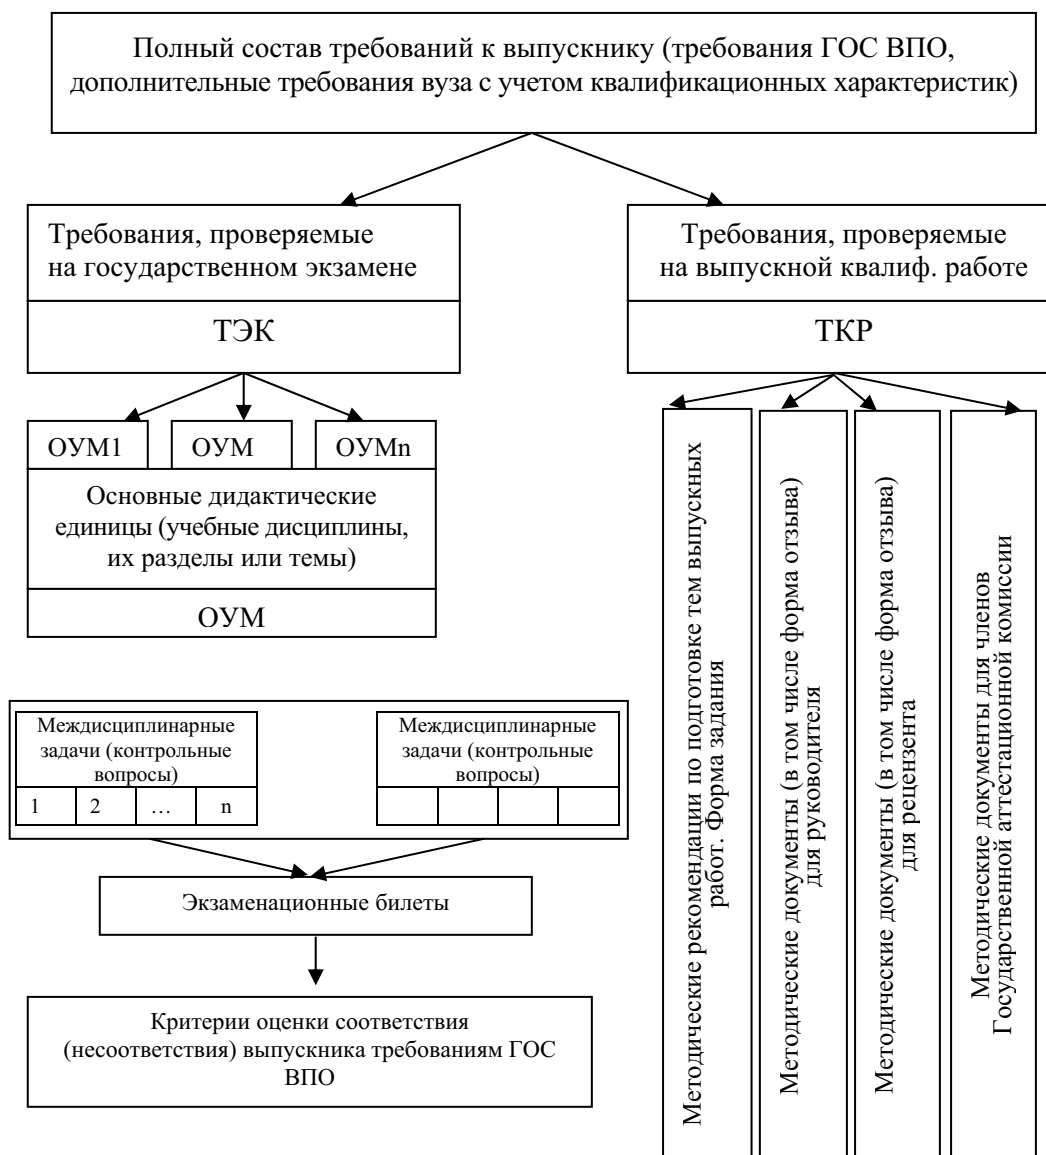 Полный состав требований к выпускнику (требования ГОС ВПО,
дополнительные требования вуза с учетом квалификационных характеристик)
Требования, проверяемые
на государственном экзамене
ТЭК
Требования, проверяемые
на выпускной квалиф. работе
ТКР
ОУМ1
ОУМ
ОУМn
Основные дидактические
единицы (учебные дисциплины,
их разделы или темы)
ОУМ
Междисциплинарные
задачи (контрольные
вопросы)
1 2 … n
Междисциплинарные
задачи (контрольные
вопросы)
Экзаменационные билеты
Критерии оценки соответствия
(несоответствия) выпускника требованиям ГОС
ВПО
Методические рекомендации по подготовке тем выпускных
работ. Форма задания
Методические документы (в том числе форма отзыва)
для руководителя
Методические документы (в том числе форма отзыва)
для рецензента
Методические документы для членов
Государственной аттестационной комиссии